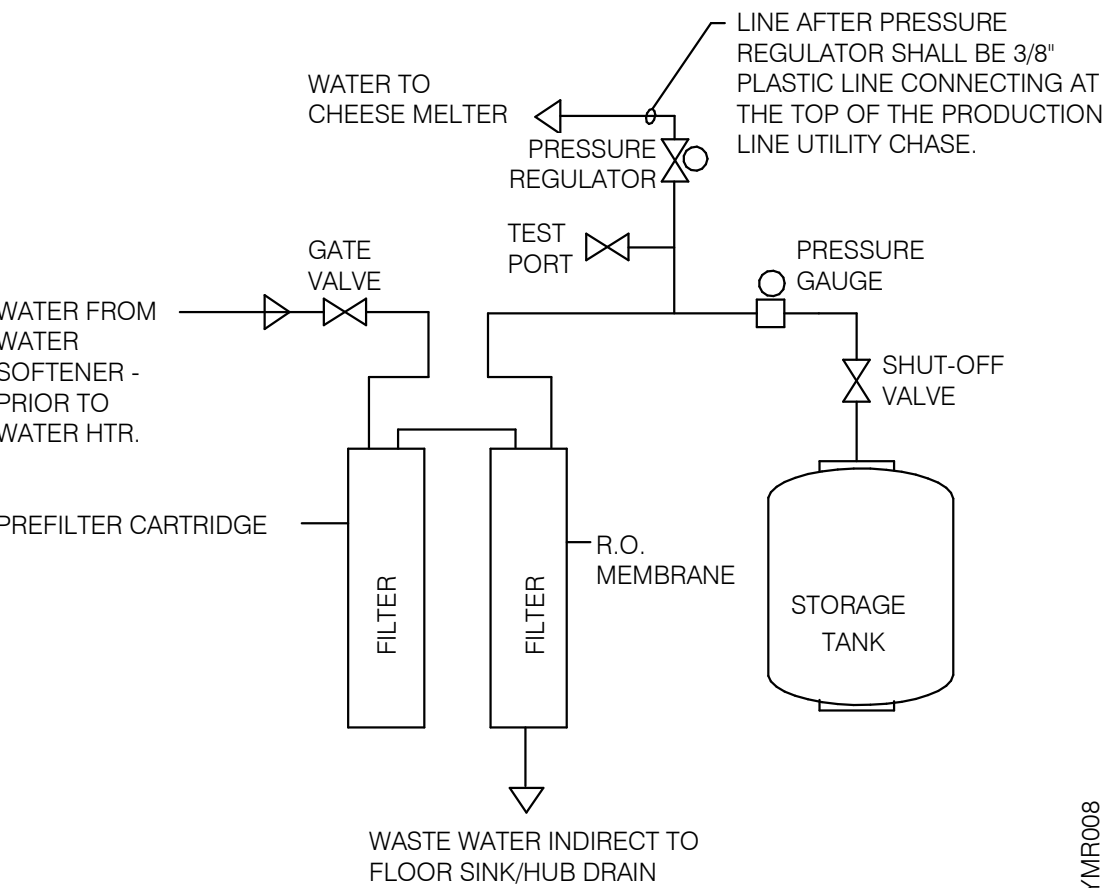 LINE AFTER PRESSURE
REGULATOR SHALL BE 3/8"
PLASTIC LINE CONNECTING AT
THE TOP OF THE PRODUCTION
LINE UTILITY CHASE.
WATER TO
CHEESE MELTER
PRESSURE
REGULATOR
TEST
PORT
PRESSURE
GAUGE
GATE
VALVE
WATER FROM
WATER
SOFTENER -
PRIOR TO
WATER HTR.
SHUT-OFF
VALVE
PREFILTER CARTRIDGE
FILTER
FILTER
R.O.
MEMBRANE
STORAGE
TANK
WASTE WATER INDIRECT TO
FLOOR SINK/HUB DRAIN
YMR008